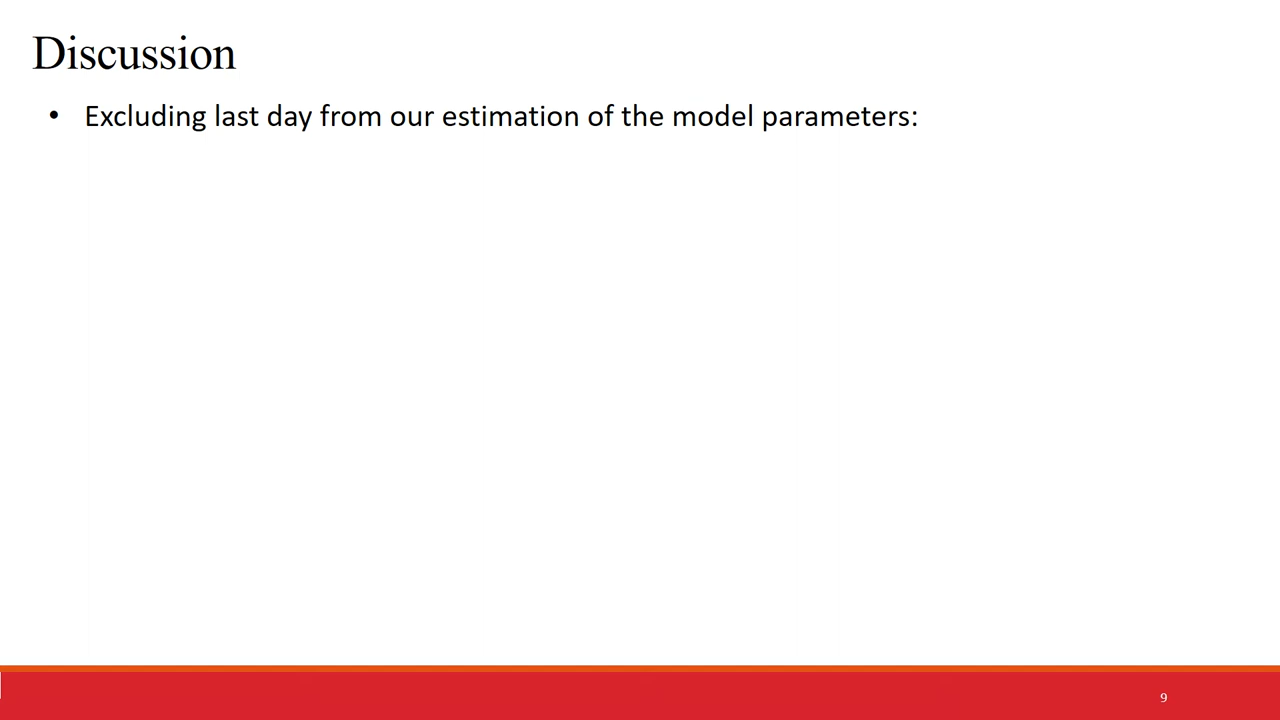 Discussion
• Excluding last day from our estimation of the model parameters:
9